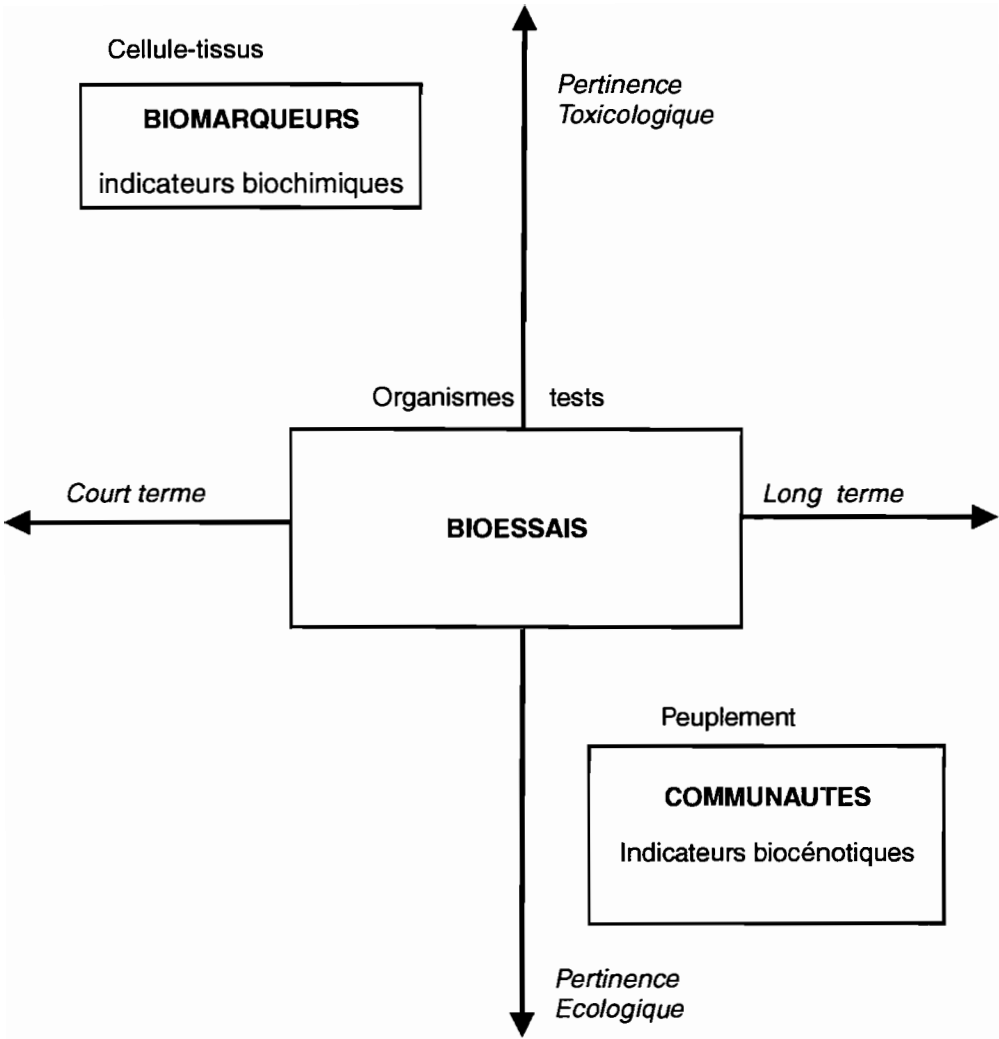 Cellule-tissus
BIOMARQUEURS
indicateurs biochimiques
Pertinence
Toxicologique
Organismes tests
Court terme
BIOESSAIS
Long terme
Peuplement
COMMUNAUTES
Indicateurs biocénotiques
Pertinence
Ecologique